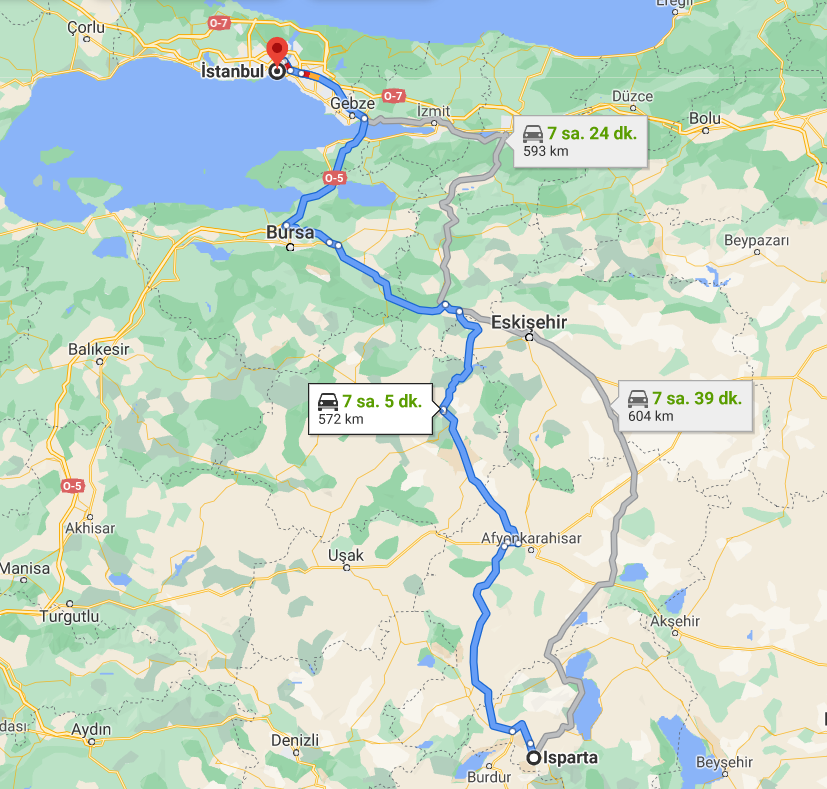 Ereğli
Çorlu
O-7
İstanbul
Gebze
O-7
İzmit
Düzce
Bolu
7 sa. 24 dk.
593 km
O-5
Bursa
Beypazarı
Eskişehir
Balıkesir
7 sa. 5 dk.
572 km
7 sa. 39 dk.
604 km
O-5
Akhisar
Afyonkarahisar
Uşak
Manisa
Turgutlu
Akşehir
dası
Aydın
Denizli
Isparta
Burdur
Beyşehir